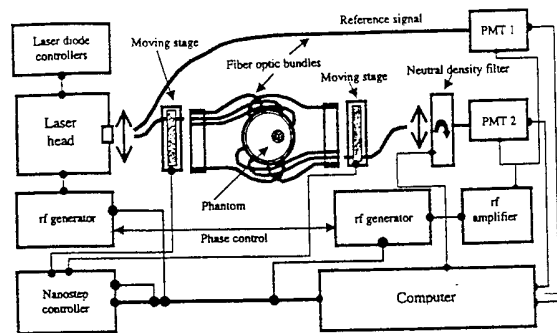 Reference signal
PMT 1
Laser diode
controllers
Moving stage
Fiber optic bundles
Moving stage
Neutral density filter
Laser
head
PMT 2
Phantom
rf generator
rf generator
rf
amplifier
Phase control
Nanostep
controller
Computer